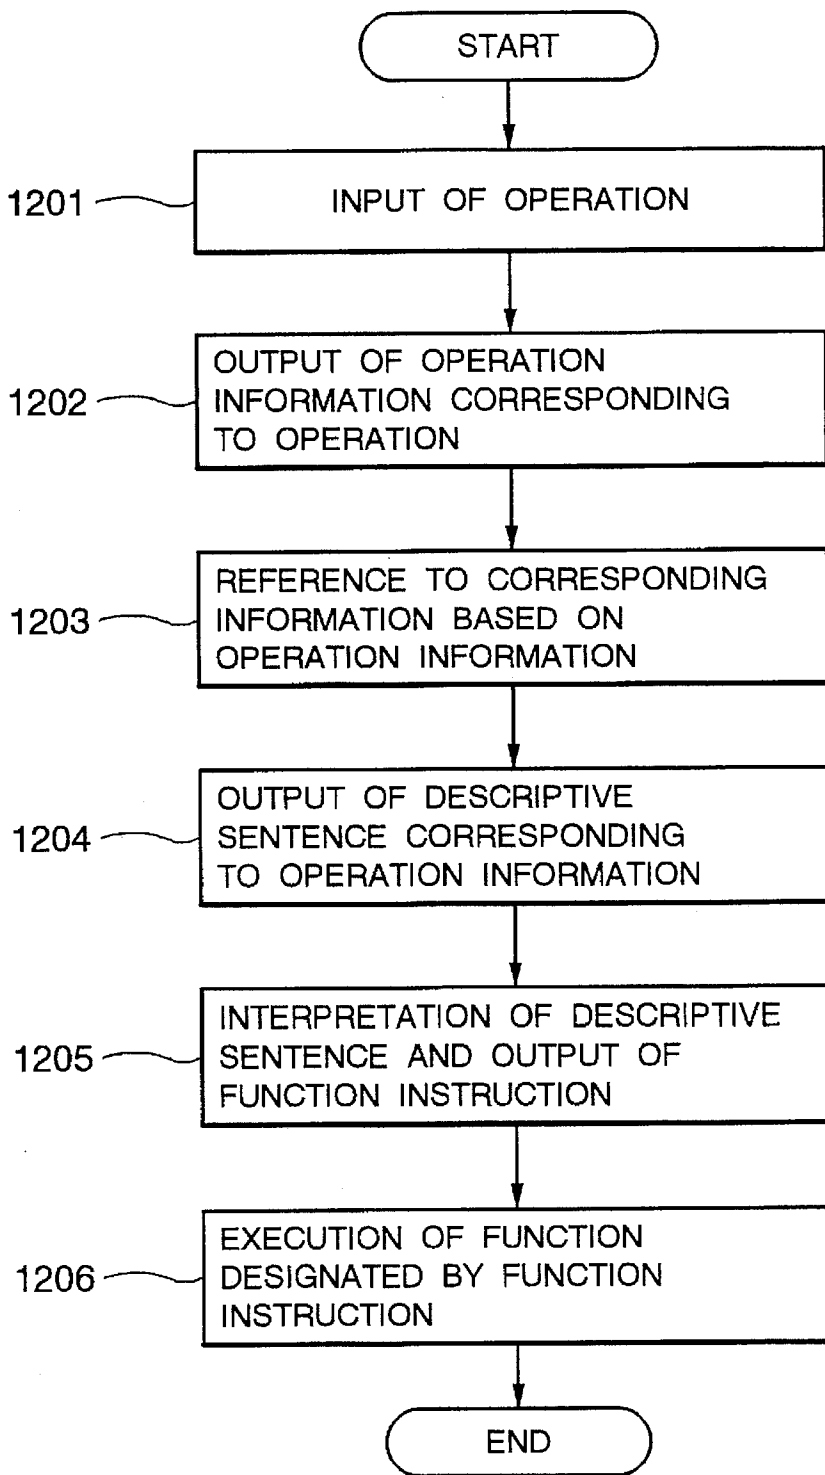 START
1201
INPUT OF OPERATION
1202
OUTPUT OF OPERATION
INFORMATION CORRESPONDING
TO OPERATION
1203
REFERENCE TO CORRESPONDING
INFORMATION BASED ON
OPERATION INFORMATION
1204
OUTPUT OF DESCRIPTIVE
SENTENCE CORRESPONDING
TO OPERATION INFORMATION
1205
INTERPRETATION OF DESCRIPTIVE
SENTENCE AND OUTPUT OF
FUNCTION INSTRUCTION
1206
EXECUTION OF FUNCTION
DESIGNATED BY FUNCTION
INSTRUCTION
END